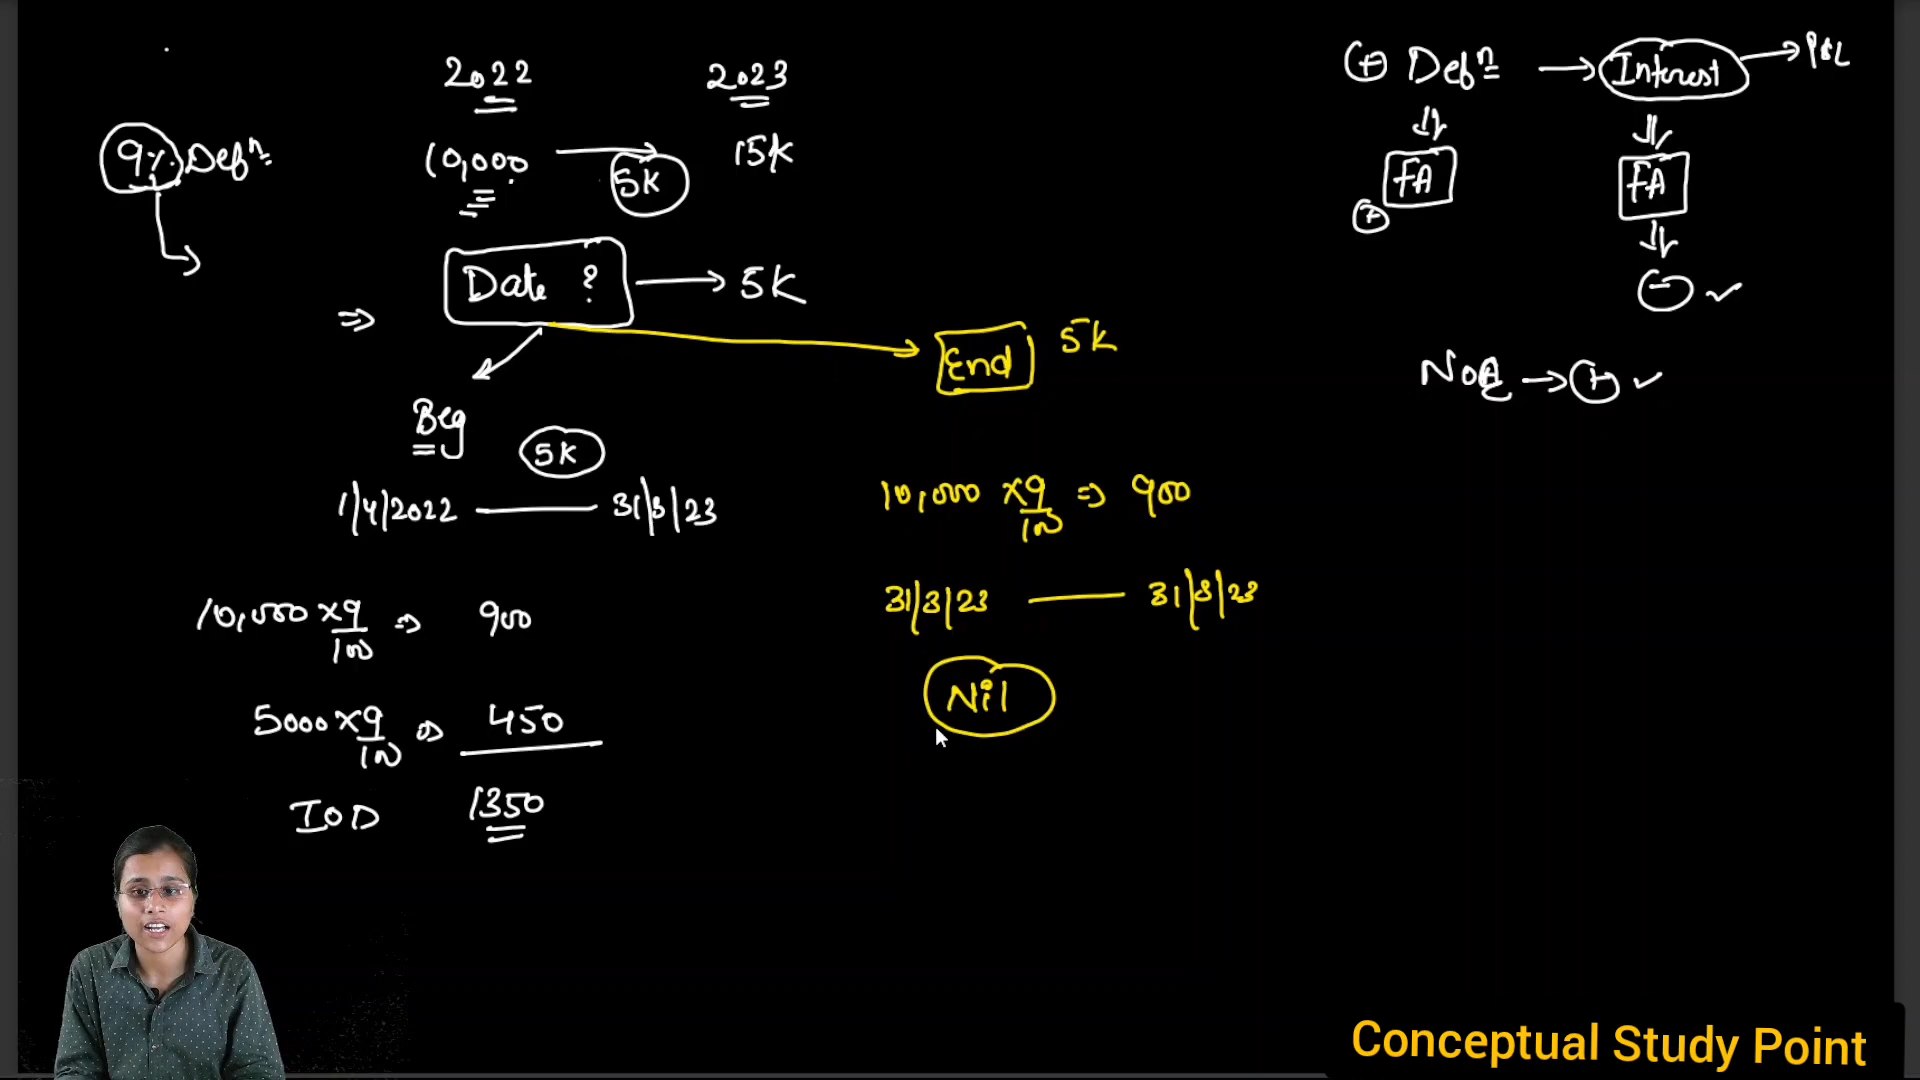 2022 2023
9% Debⁿ 10,000 → 5K 15K
Date ? → 5K
⇒
Beg
5K
1/4/2022 —— 31/3/23
10,000 × 9/100 ⇒ 900
5000 × 9/100 ⇒ 450
IOD 1350
End 5K
10,000 × 9/100 ⇒ 900
31/3/23 —— 31/3/23
Nil
(+) Debⁿ → Interest → P&L
FA FA
+ − ✓
→ + ✓
Conceptual Study Point